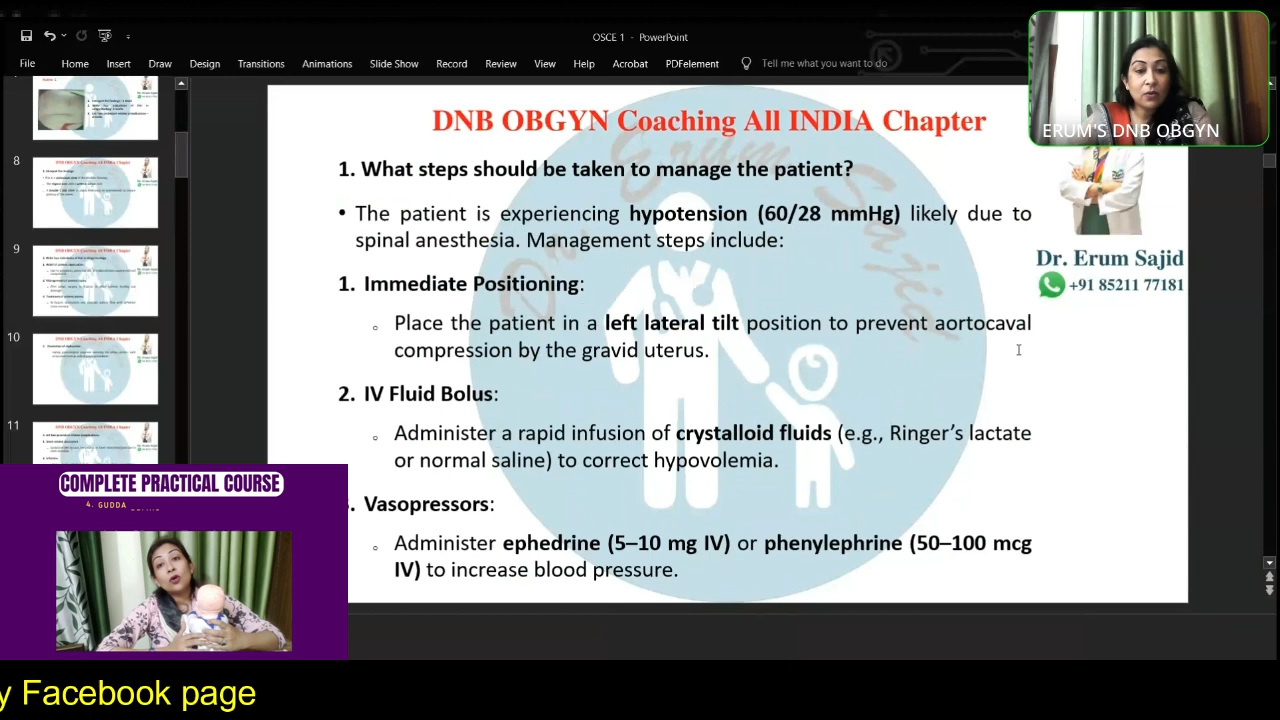 OSCE 1 - PowerPoint
File Home Insert Draw Design Transitions Animations Slide Show Record Review View Help Acrobat PDFelement Tell me what you want to do
ERUM'S DNB OBGYN
8
9
10
11
DNB OBGYN Coaching All INDIA Chapter
1. What steps should be taken to manage the patient?
• The patient is experiencing hypotension (60/28 mmHg) likely due to
spinal anesthesia. Management steps include:
1. Immediate Positioning:
Place the patient in a left lateral tilt position to prevent aortocaval
compression by the gravid uterus.
2. IV Fluid Bolus:
Administer a rapid infusion of crystalloid fluids (e.g., Ringer's lactate
or normal saline) to correct hypovolemia.
Vasopressors:
Administer ephedrine (5–10 mg IV) or phenylephrine (50–100 mcg
IV) to increase blood pressure.
Dr. Erum Sajid
+91 85211 77181
COMPLETE PRACTICAL COURSE
4. GUDDA
y Facebook page